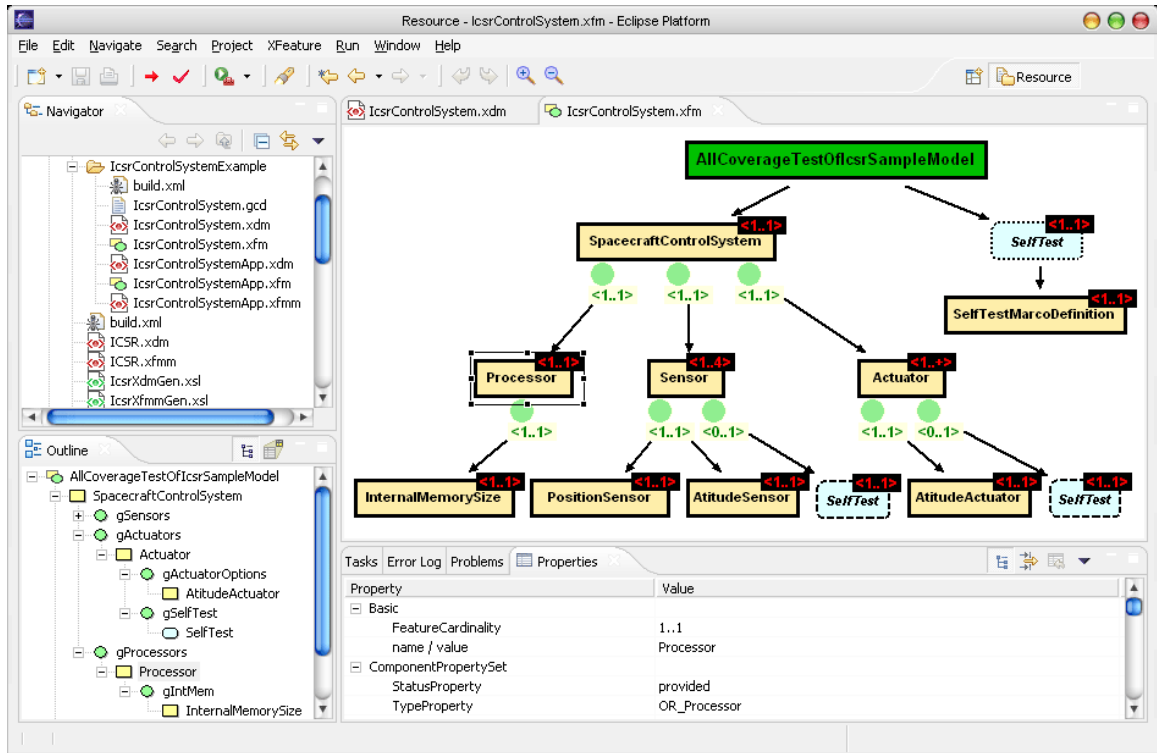 Resource - IcsrControlSystem.xfm - Eclipse Platform
File Edit Navigate Search Project XFeature Run Window Help
Resource
Navigator
IcsrControlSystemExample
build.xml
IcsrControlSystem.gcd
IcsrControlSystem.xdm
IcsrControlSystem.xfm
IcsrControlSystemApp.xdm
IcsrControlSystemApp.xfm
IcsrControlSystemApp.xfmm
build.xml
ICSR.xdm
ICSR.xfmm
IcsrXdmGen.xsl
IcsrXfmmGen.xsl
Outline
AllCoverageTestOfIcsrSampleModel
SpacecraftControlSystem
gSensors
gActuators
Actuator
gActuatorOptions
AtitudeActuator
gSelfTest
SelfTest
gProcessors
Processor
gIntMem
InternalMemorySize
IcsrControlSystem.xdm IcsrControlSystem.xfm
AllCoverageTestOfIcsrSampleModel
<1..1> <1..1>
SpacecraftControlSystem SelfTest
<1..1> <1..1> <1..1>
<1..1>
SelfTestMarcoDefinition
<1..1> <1..4> <1..+>
Processor Sensor Actuator
<1..1> <1..1> <0..1> <1..1> <0..1>
<1..1> <1..1> <1..1> <1..1> <1..1> <1..1>
InternalMemorySize PositionSensor AtitudeSensor SelfTest AtitudeActuator SelfTest
Tasks Error Log Problems Properties
Property Value
Basic
FeatureCardinality 1..1
name / value Processor
ComponentPropertySet
StatusProperty provided
TypeProperty OR_Processor